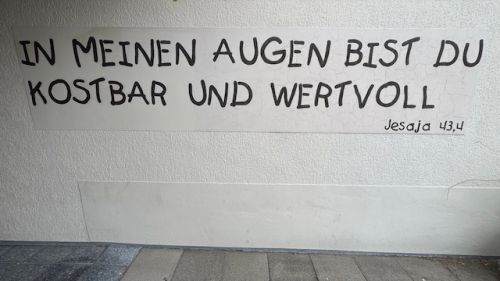 IN MEINEN AUGEN BIST DU
KOSTBAR UND WERTVOLL
Jesaja 43,4